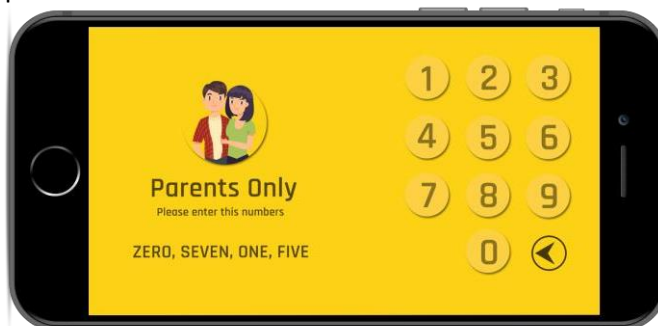 1 2 3
4 5 6
Parents Only
7 8 9
Please enter this numbers
ZERO, SEVEN, ONE, FIVE
0